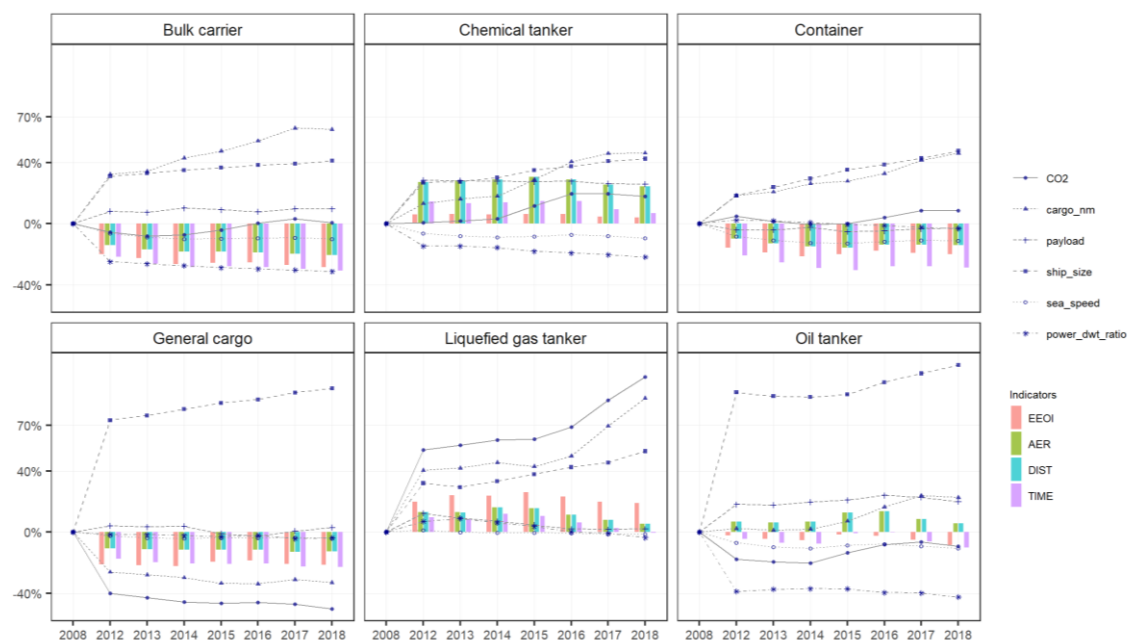 Bulk carrier
Chemical tanker
Container
70%
40%
0%
-40%
General cargo
Liquefied gas tanker
Oil tanker
70%
40%
0%
-40%
2008 2012 2013 2014 2015 2016 2017 2018
2008 2012 2013 2014 2015 2016 2017 2018
2008 2012 2013 2014 2015 2016 2017 2018
CO2
cargo_nm
payload
ship_size
sea_speed
power_dwt_ratio
Indicators
EEOI
AER
DIST
TIME